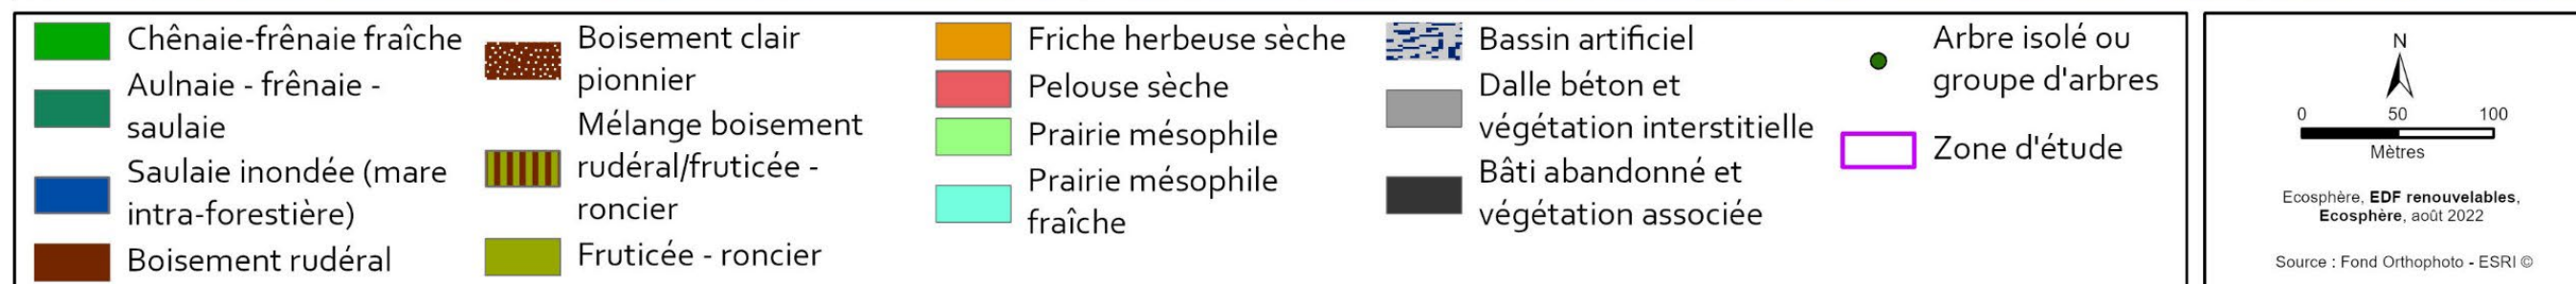 Chênaie-frênaie fraîche
Aulnaie - frênaie -
saulaie
Saulaie inondée (mare
intra-forestière)
Boisement rudéral
Boisement clair
pionnier
Mélange boisement
rudéral/fruticée -
roncier
Fruticée - roncier
Friche herbeuse sèche
Pelouse sèche
Prairie mésophile
Prairie mésophile
fraîche
Bassin artificiel
Dalle béton et
végétation interstitielle
Bâti abandonné et
végétation associée
Arbre isolé ou
groupe d'arbres
Zone d'étude
N
0 50 100
Mètres
Ecosphère, EDF renouvelables,
Ecosphère, août 2022
Source : Fond Orthophoto - ESRI ©